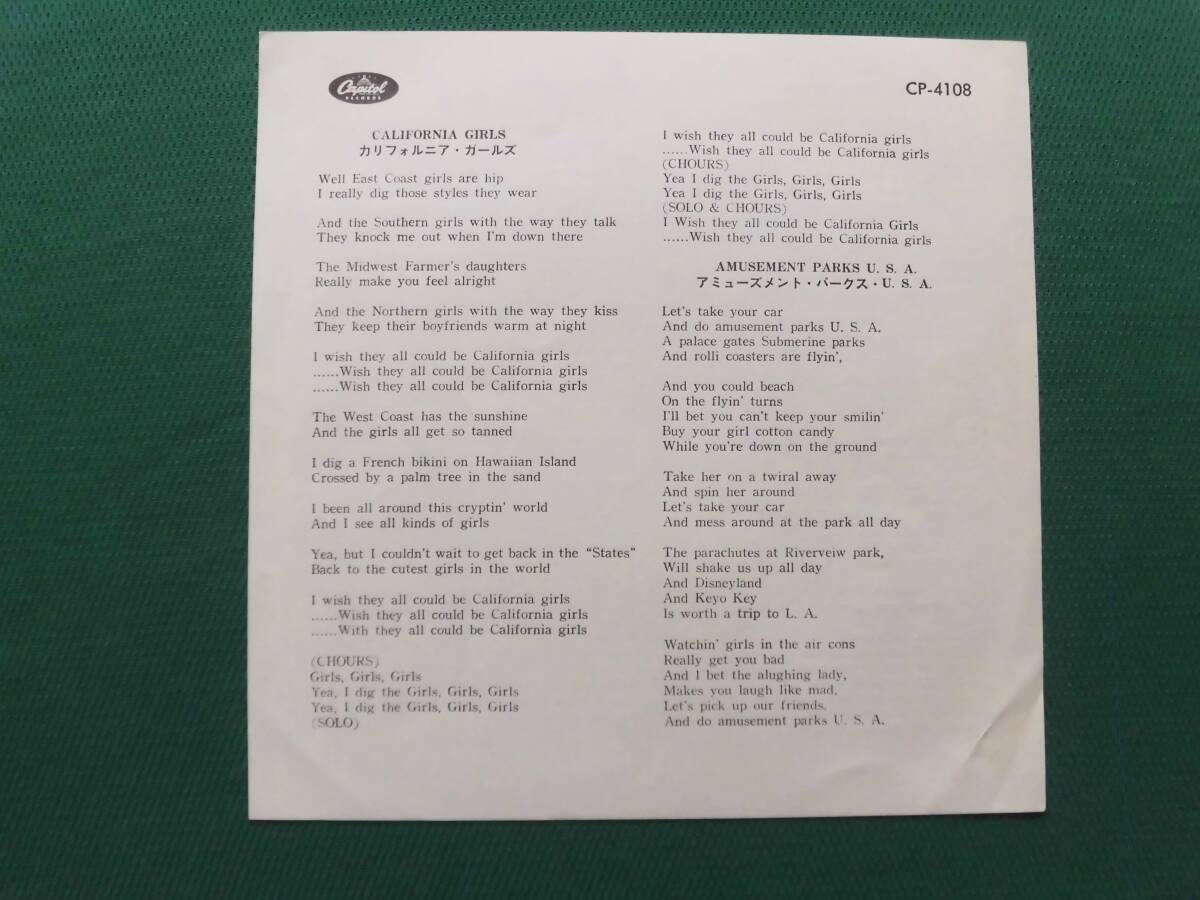 Capitol
RECORDS
CP-4108
CALIFORNIA GIRLS
カリフォルニア・ガールズ
Well East Coast girls are hip
I really dig those styles they wear
And the Southern girls with the way they talk
They knock me out when I'm down there
The Midwest Farmer's daughters
Really make you feel alright
And the Northern girls with the way they kiss
They keep their boyfriends warm at night
I wish they all could be California girls
......Wish they all could be California girls
......Wish they all could be California girls
The West Coast has the sunshine
And the girls all get so tanned
I dig a French bikini on Hawaiian Island
Crossed by a palm tree in the sand
I been all around this cryptin' world
And I see all kinds of girls
Yea, but I couldn't wait to get back in the “States”
Back to the cutest girls in the world
I wish they all could be California girls
......Wish they all could be California girls
......With they all could be California girls
(CHOURS)
Girls, Girls, Girls
Yea, I dig the Girls, Girls, Girls
Yea, I dig the Girls, Girls, Girls
(SOLO)
I wish they all could be California girls
......Wish they all could be California girls
(CHOURS)
Yea I dig the Girls, Girls, Girls
Yea I dig the Girls, Girls, Girls
(SOLO & CHOURS)
I Wish they all could be California Girls
......Wish they all could be California girls
AMUSEMENT PARKS U. S. A.
アミューズメント・パークス・U. S. A.
Let's take your car
And do amusement parks U. S. A.
A palace gates Submerine parks
And rolli coasters are flyin',
And you could beach
On the flyin' turns
I'll bet you can't keep your smilin'
Buy your girl cotton candy
While you're down on the ground
Take her on a twiral away
And spin her around
Let's take your car
And mess around at the park all day
The parachutes at Riverveiw park,
Will shake us up all day
And Disneyland
And Keyo Key
Is worth a trip to L. A.
Watchin' girls in the air cons
Really get you bad
And I bet the alughing lady,
Makes you laugh like mad,
Let's pick up our friends,
And do amusement parks U. S. A.